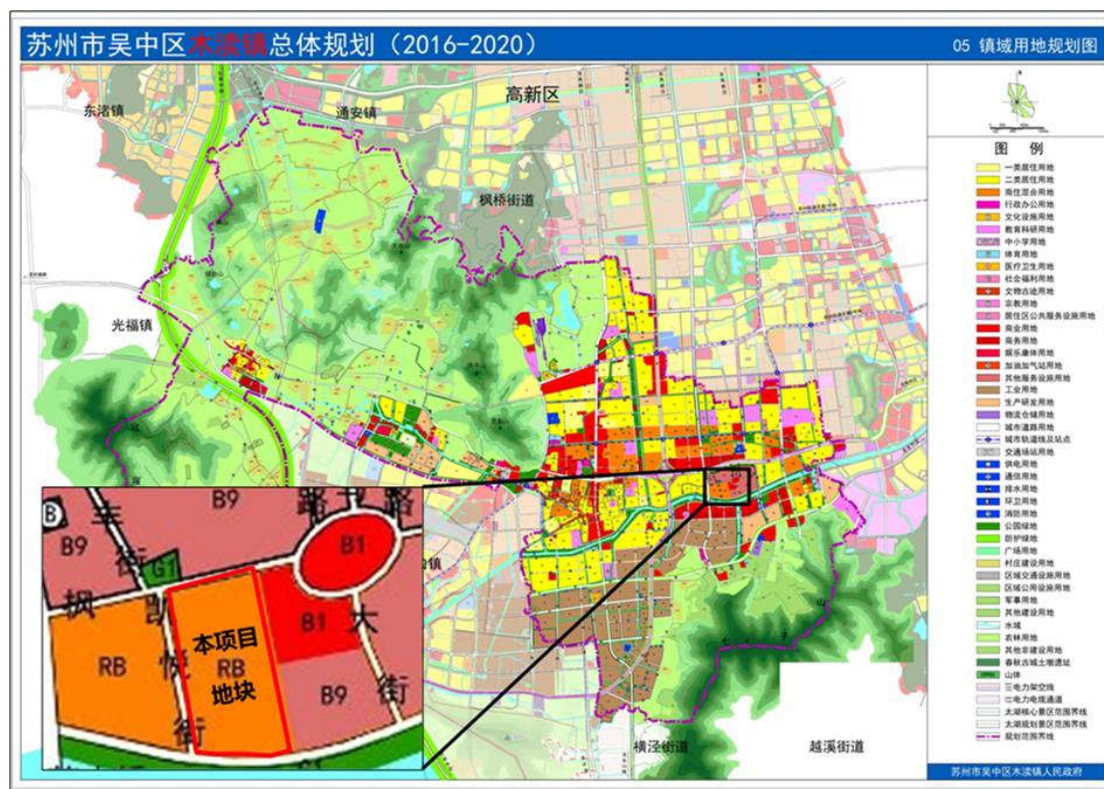 苏州市吴中区木渎镇总体规划（2016-2020）
05 镇域用地规划图
东渚镇
通安镇
高新区
枫桥街道
光福镇
横泾街道
越溪街道
图 例
一类居住用地
二类居住用地
商住混合用地
行政办公用地
文化设施用地
教育科研用地
中小学用地
体育用地
医疗卫生用地
社会福利用地
文物古迹用地
宗教用地
居住区公共服务设施用地
商业用地
商务用地
娱乐康体用地
加油加气站用地
其他服务设施用地
工业用地
生产研发用地
物流仓储用地
城市道路用地
城市轨道线及站点
交通场站用地
供电用地
通信用地
排水用地
环卫用地
消防用地
公园绿地
防护绿地
广场用地
村庄建设用地
区域交通设施用地
区域公用设施用地
军事用地
其他建设用地
水域
农林用地
其他非建设用地
春秋古城土墩遗址
山体
电力架空线
电力电缆通道
太湖核心景区范围界线
太湖规划景区范围界线
规划范围界线
苏州市吴中区木渎镇人民政府
B
车
街
B9
路
路
B9
B1
G1
枫
凯
B1
大
本项目
RB
悦
RB
地块
B9
街
街